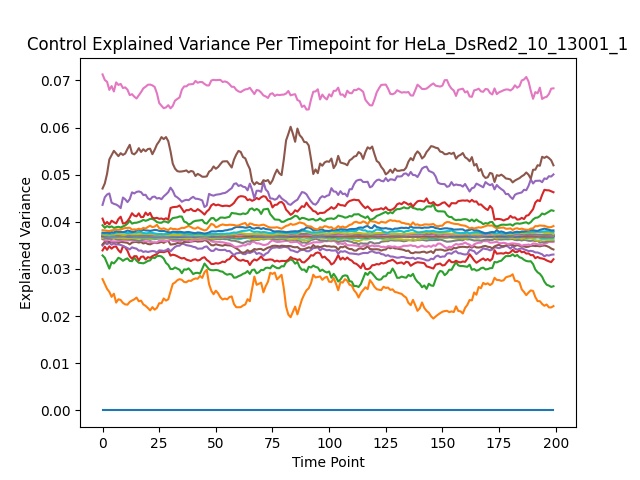 Control Explained Variance Per Timepoint for HeLa_DsRed2_10_13001_1
0.07
0.06
0.05
0.04
0.03
0.02
0.01
0.00
Explained Variance
0 25 50 75 100 125 150 175 200
Time Point